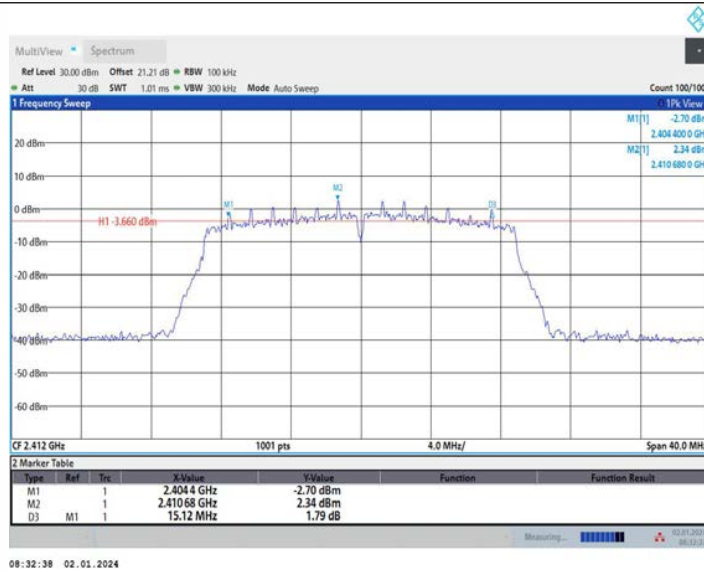 MultiView Spectrum
Ref Level 30.00 dBm Offset 21.21 dB RBW 100 kHz
Att 30 dB SWT 1.01 ms VBW 300 kHz Mode Auto Sweep Count 100/100
1 Frequency Sweep 1Pk View
M1[1] -2.70 dBm
2.404 400 0 GH
M2[1] 2.34 dBm
2.410 680 0 GH
20 dBm
10 dBm
M2
M1
D3
0 dBm
H1 -3.660 dBm
-10 dBm
-20 dBm
-30 dBm
-40 dBm
-50 dBm
-60 dBm
CF 2.412 GHz 1001 pts 4.0 MHz/ Span 40.0 MH
2 Marker Table
Type Ref Trc X-Value Y-Value Function Function Result
M1 1 2.4044 GHz -2.70 dBm
M2 1 2.41068 GHz 2.34 dBm
D3 M1 1 15.12 MHz 1.79 dB
Measuring...
08:32:38 02.01.2024